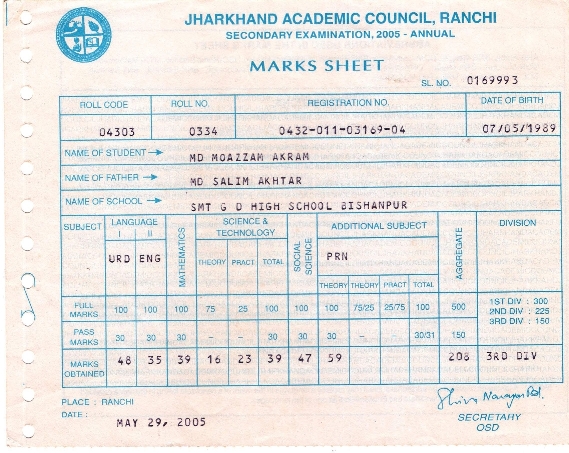 JHARKHAND ACADEMIC COUNCIL, RANCHI
SECONDARY EXAMINATION, 2005 - ANNUAL
MARKS SHEET
SL. NO. 0169993
ROLL CODE ROLL NO. REGISTRATION NO. DATE OF BIRTH
04303 0334 0432-011-03169-04 07/05/1989
NAME OF STUDENT → MD MOAZZAM AKRAM
NAME OF FATHER → MD SALIM AKHTAR
NAME OF SCHOOL → SMT G D HIGH SCHOOL BISHANPUR
SUBJECT LANGUAGE MATHEMATICS SCIENCE & TECHNOLOGY SOCIAL SCIENCE ADDITIONAL SUBJECT AGGREGATE DIVISION
I II
URD ENG THEORY PRACT TOTAL PRN
THEORY THEORY PRACT TOTAL
FULL MARKS 100 100 100 75 25 100 100 100 75/25 25/75 100 500 1ST DIV : 300
2ND DIV : 225
3RD DIV : 150
PASS MARKS 30 30 30 – – 30 30 30 – – 30/31 150
MARKS OBTAINED 48 35 39 16 23 39 47 59 208 3RD DIV
PLACE : RANCHI
DATE : MAY 29, 2005
SECRETARY
OSD